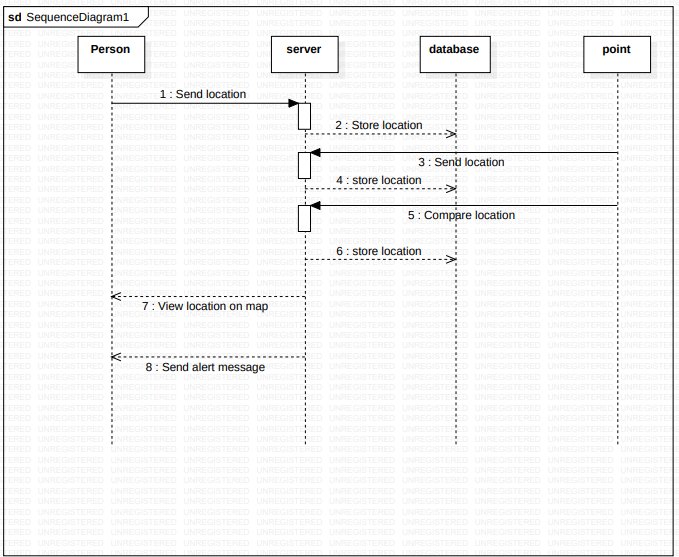 sd SequenceDiagram1
Person server database point
1 : Send location
2 : Store location
3 : Send location
4 : store location
5 : Compare location
6 : store location
7 : View location on map
8 : Send alert message
UNREGISTERED